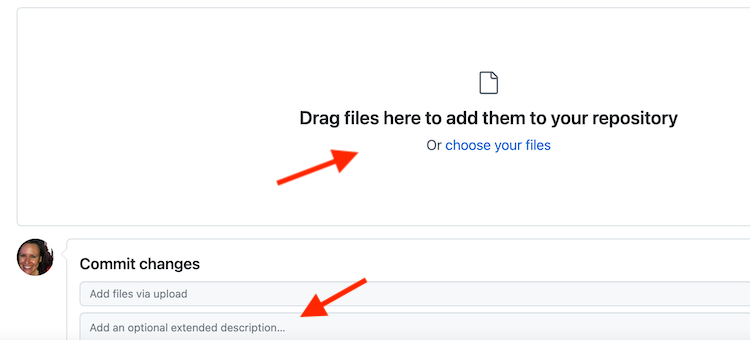 Drag files here to add them to your repository
Or choose your files
Commit changes
Add files via upload
Add an optional extended description...